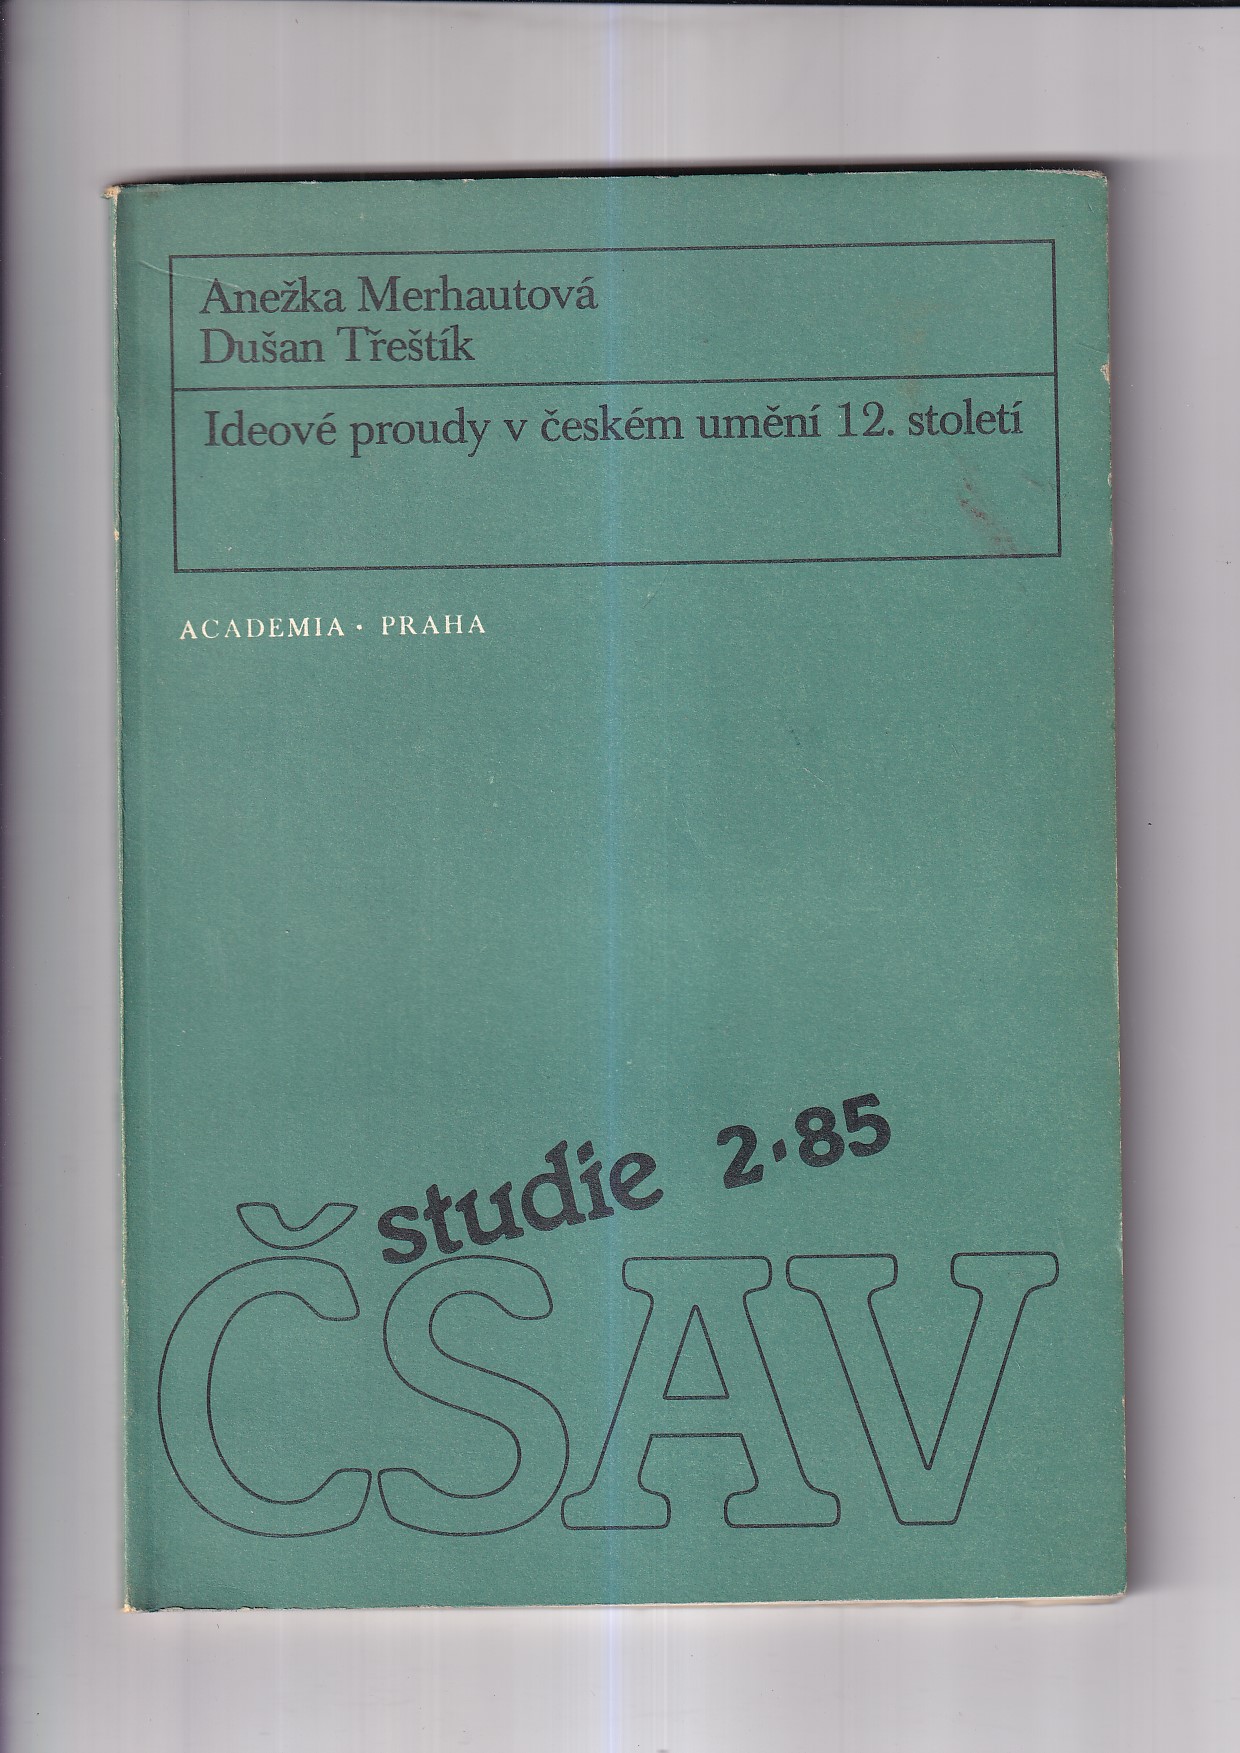 Anežka Merhautová
Dušan Třeštík
Ideové proudy v českém umění 12. století
ACADEMIA · PRAHA
studie 2·85
ČSAV